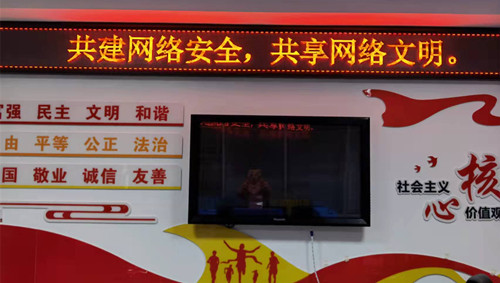 共建网络安全，共享网络文明。
富强 民主 文明 和谐
由 平等 公正 法治
国 敬业 诚信 友善
社会主义
核
心
价值观